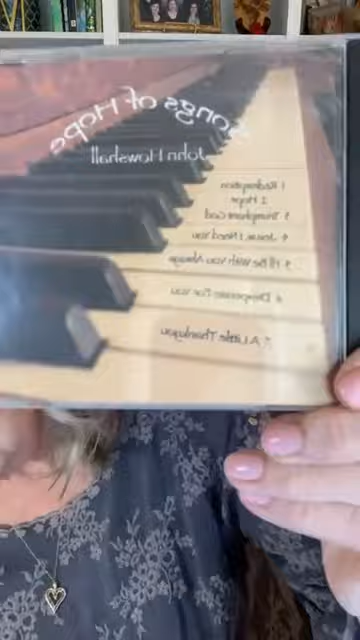 Songs of Hope
John Howshall
1 Redemption
2 Hope
3 Triumphant God
4 Jesus, I Need You
5 I'll Be With You Always
6 Desperate For You
7 A Little Thankyou